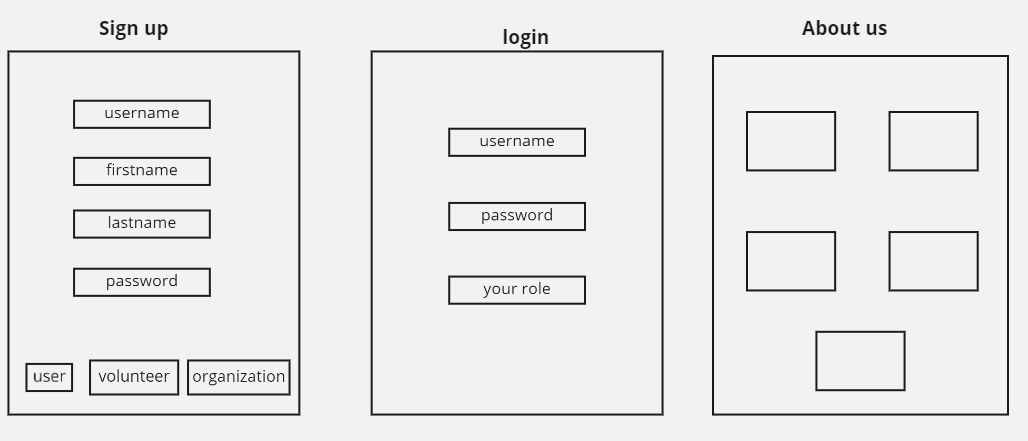 Sign up
username
firstname
lastname
password
user volunteer organization
login
username
password
your role
About us